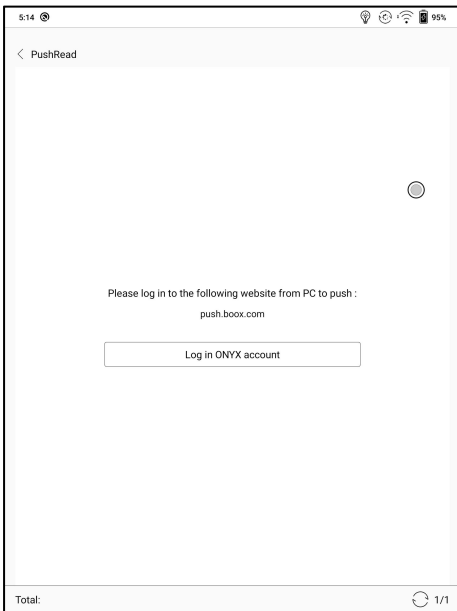 5:14 95%
PushRead
Please log in to the following website from PC to push :
push.boox.com
Log in ONYX account
Total: 1/1